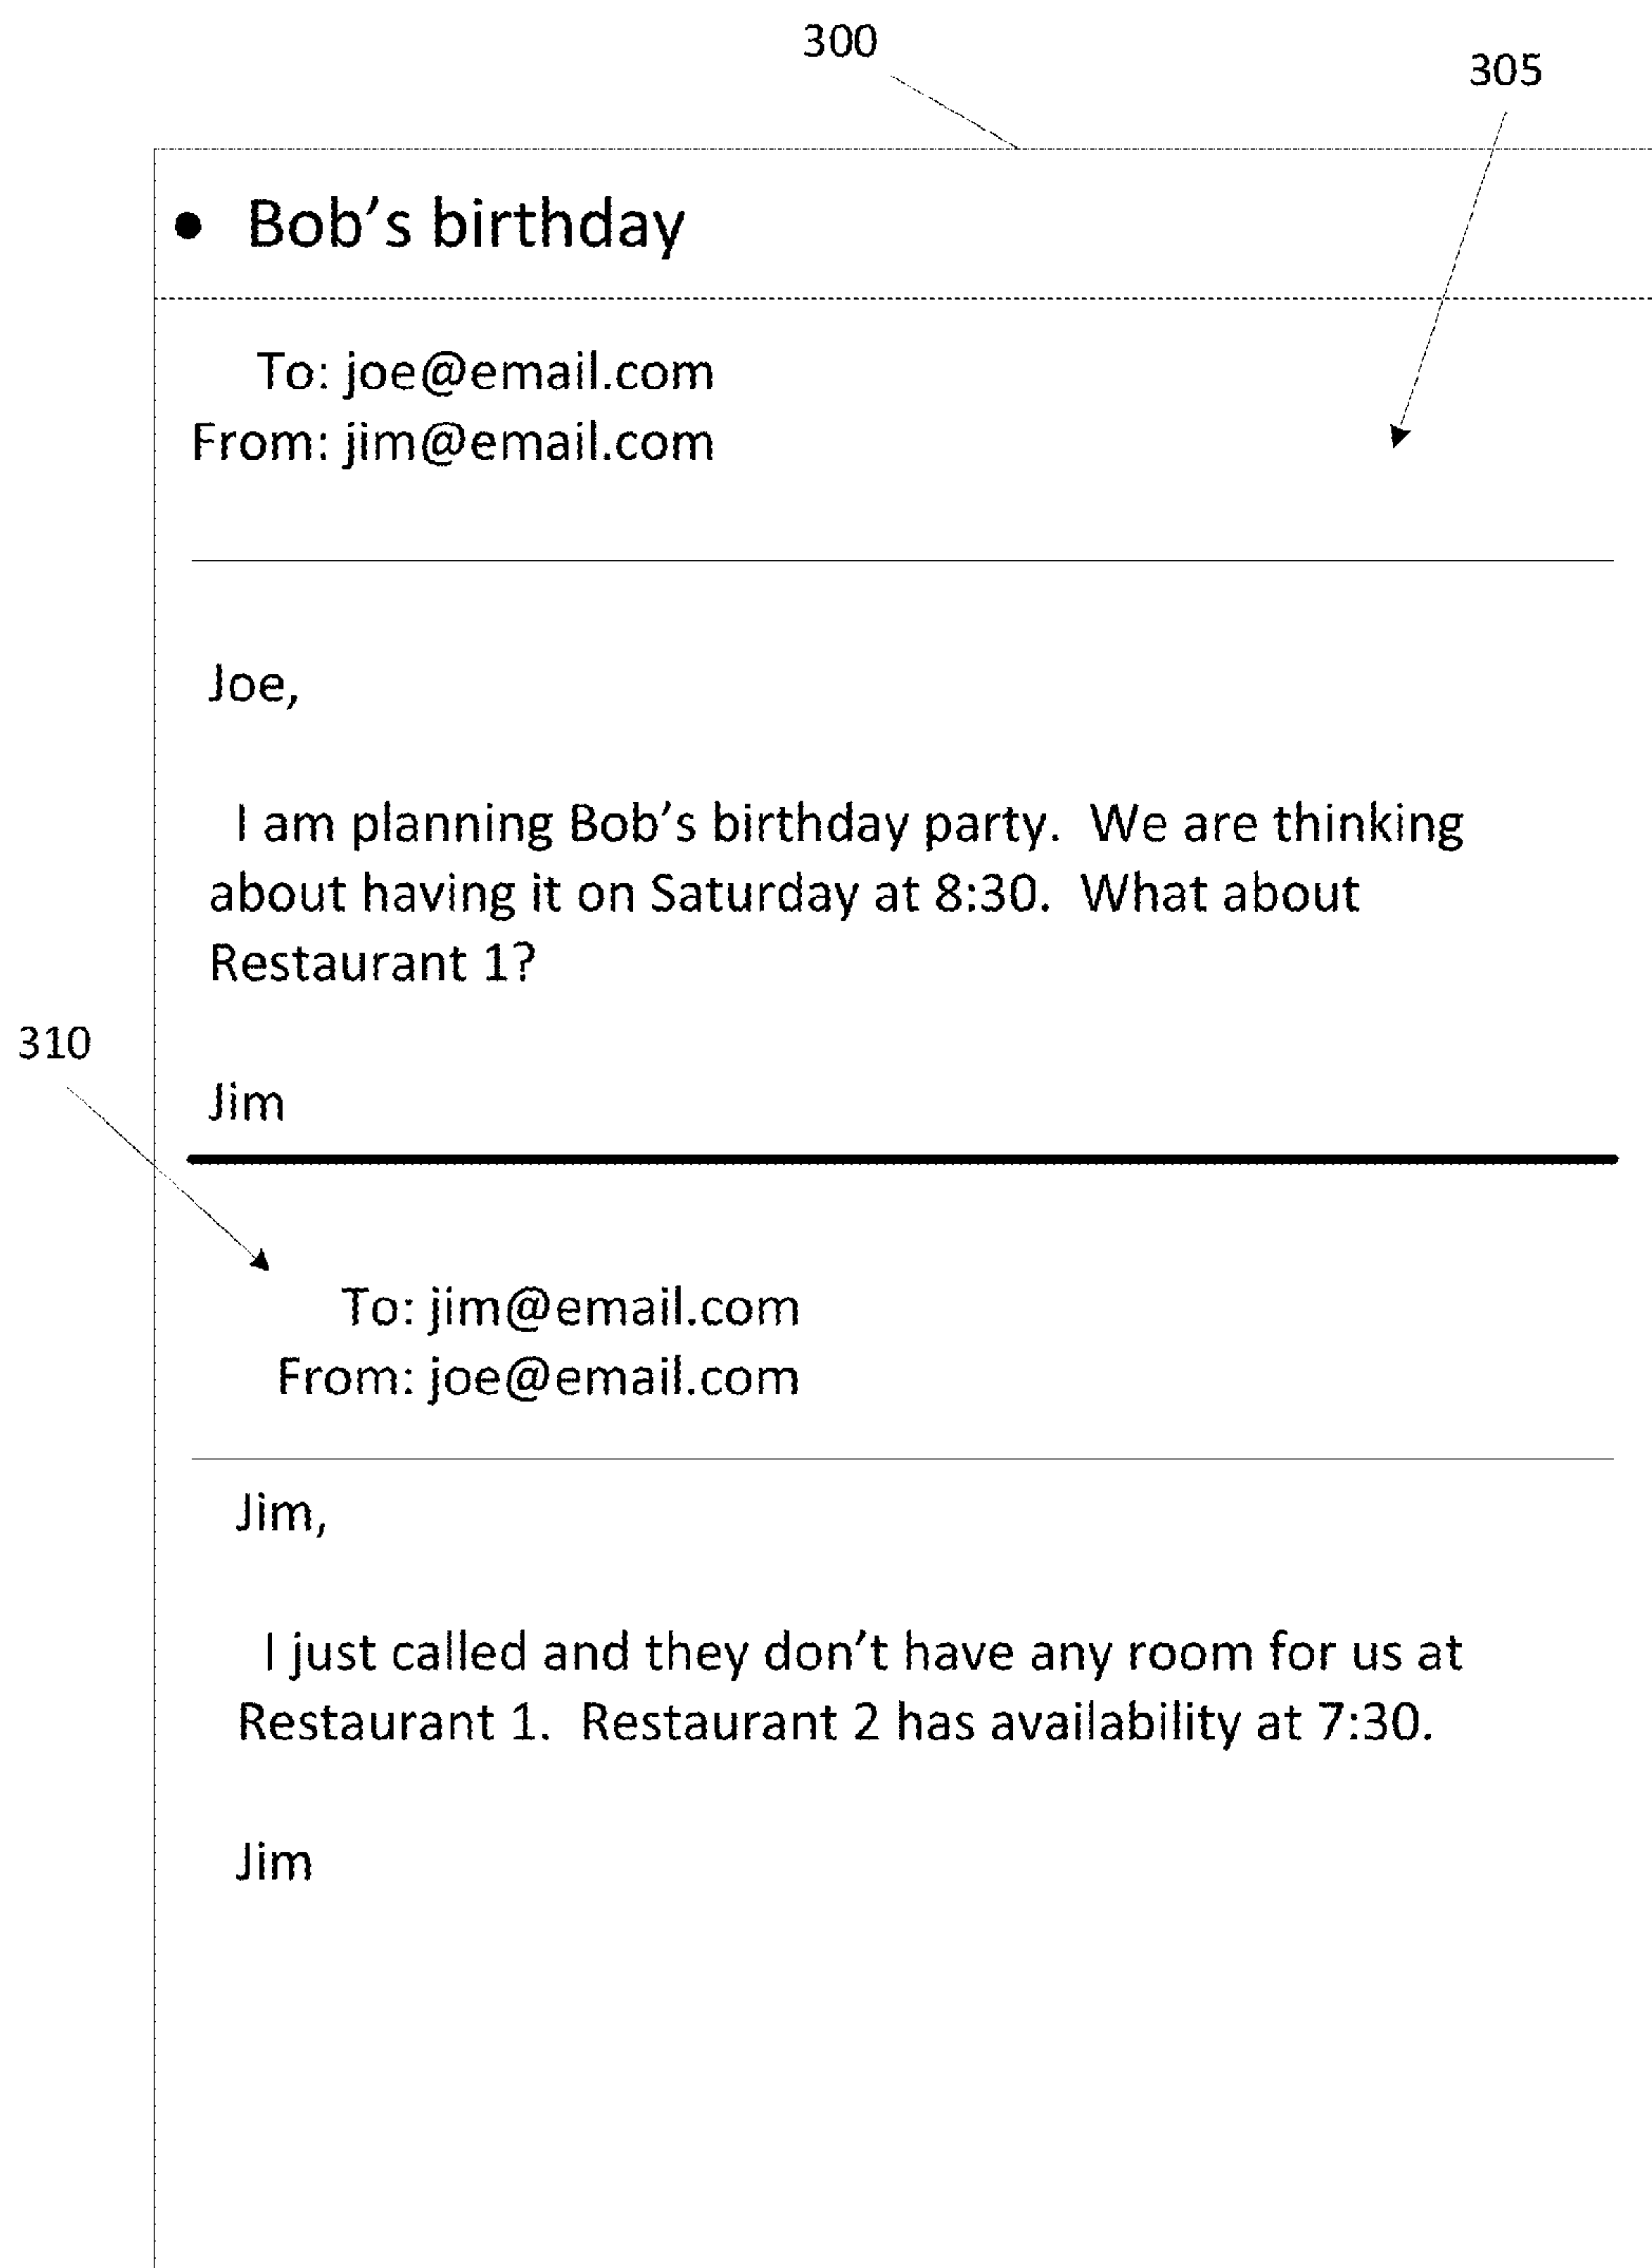 300
305
• Bob’s birthday
To: joe@email.com
From: jim@email.com
Joe,
I am planning Bob’s birthday party. We are thinking
about having it on Saturday at 8:30. What about
Restaurant 1?
310
Jim
To: jim@email.com
From: joe@email.com
Jim,
I just called and they don’t have any room for us at
Restaurant 1. Restaurant 2 has availability at 7:30.
Jim